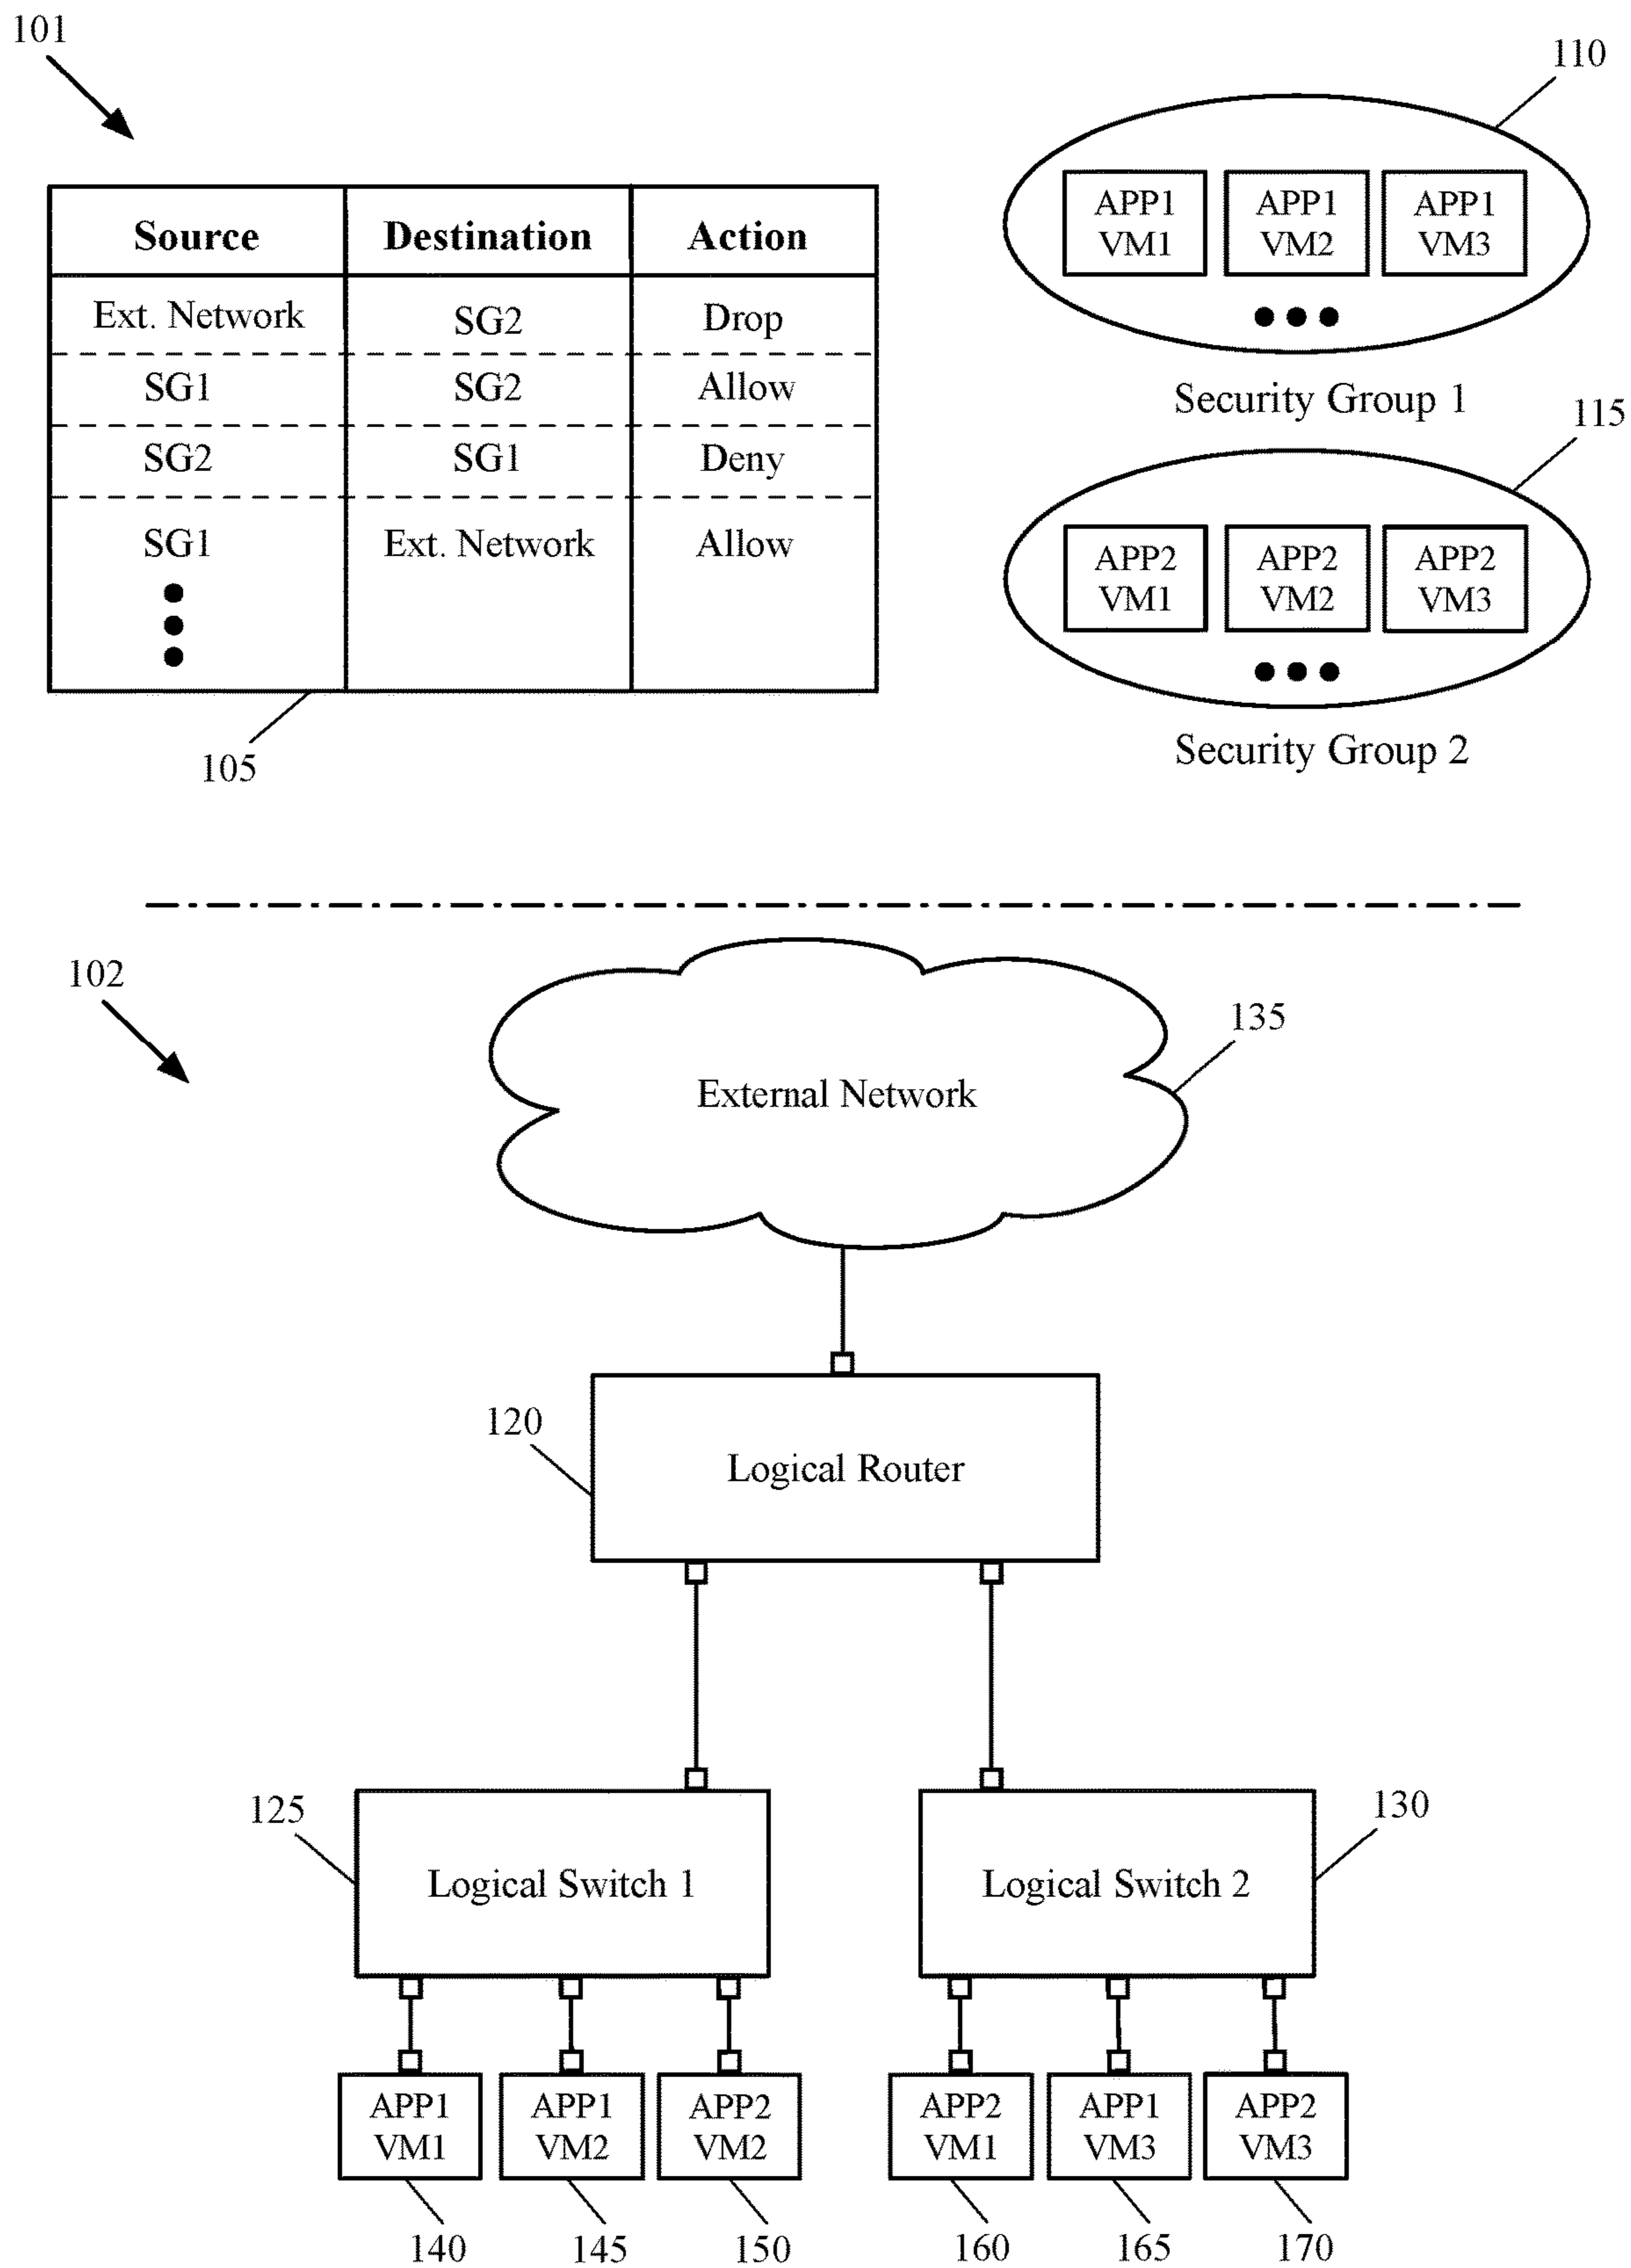 101
110
Source Destination Action
Ext. Network SG2 Drop
SG1 SG2 Allow
SG2 SG1 Deny
SG1 Ext. Network Allow
105
APP1 APP1 APP1
VM1 VM2 VM3
Security Group 1
115
APP2 APP2 APP2
VM1 VM2 VM3
Security Group 2
102
135
External Network
120
Logical Router
125
130
Logical Switch 1
Logical Switch 2
APP1 APP1 APP2 APP2 APP1 APP2
VM1 VM2 VM2 VM1 VM3 VM3
140 145 150 160 165 170